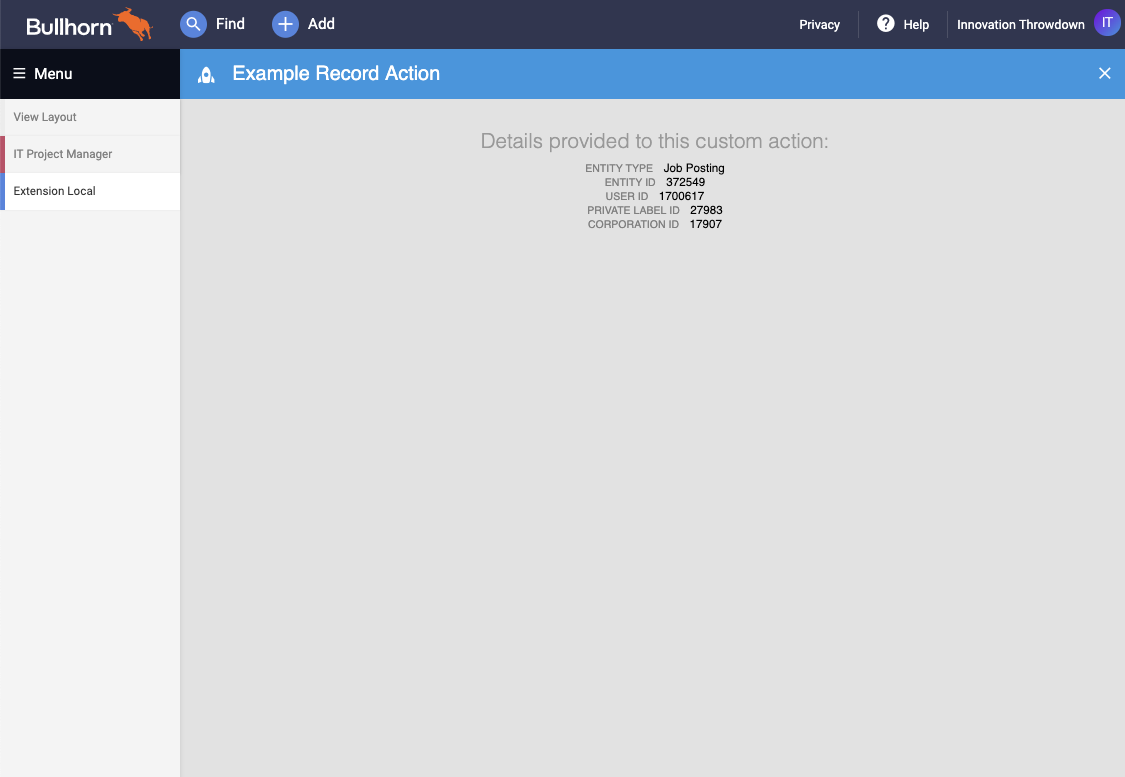 Bullhorn Find Add Privacy Help Innovation Throwdown IT
Menu
Example Record Action
View Layout
IT Project Manager
Extension Local
Details provided to this custom action:
ENTITY TYPE Job Posting
ENTITY ID 372549
USER ID 1700617
PRIVATE LABEL ID 27983
CORPORATION ID 17907